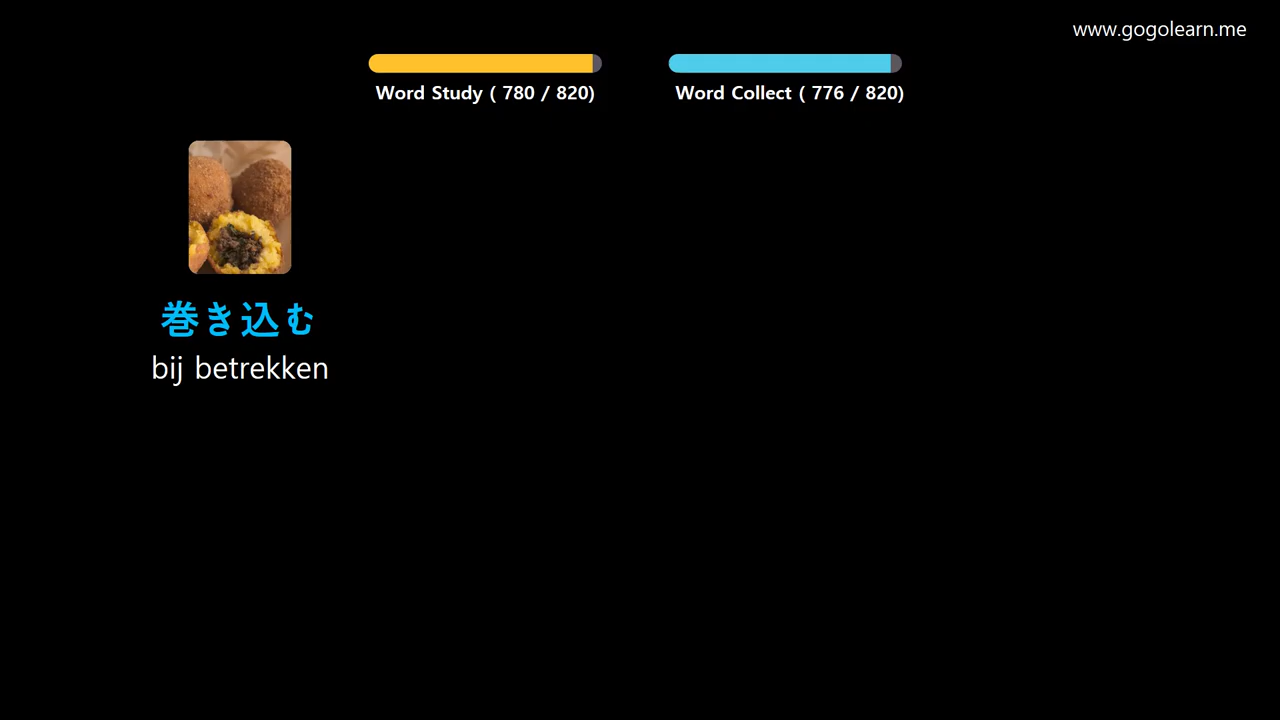 www.gogolearn.me
Word Study ( 780 / 820)
Word Collect ( 776 / 820)
巻き込む
bij betrekken